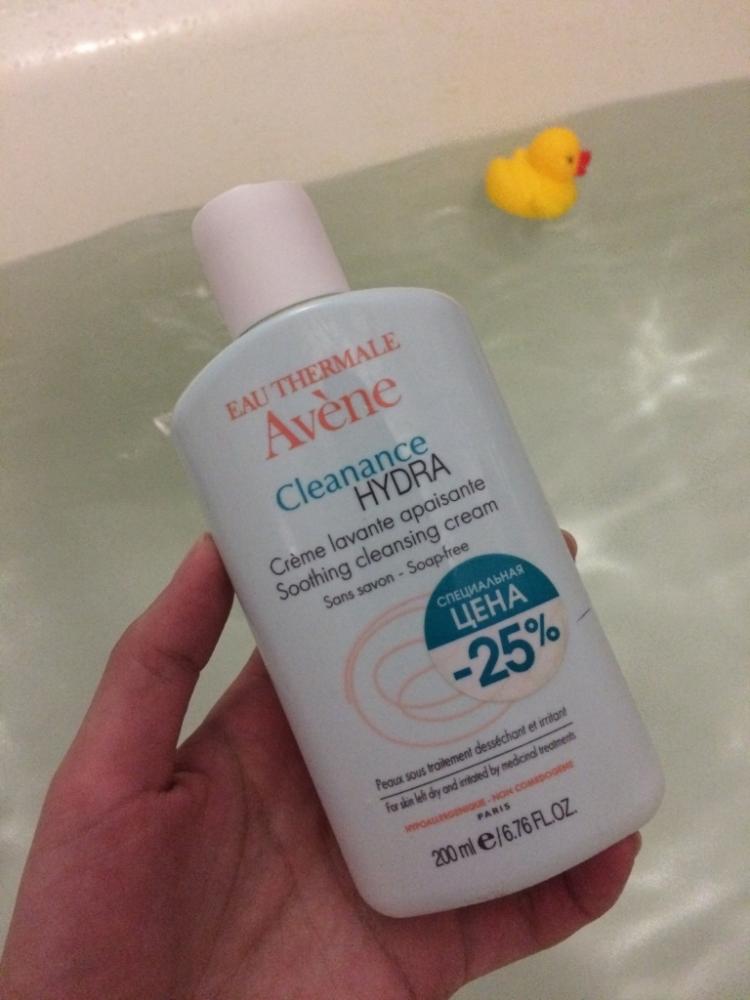 EAU THERMALE
Avène
Cleanance
HYDRA
Crème lavante apaisante
Soothing cleansing cream
Sans savon - Soap-free
СПЕЦИАЛЬНАЯ
ЦЕНА
-25%
Peaux sous traitement desséchant et irritant
For skin left dry and irritated by medicinal treatments
HYPOALLERGENIQUE - NON COMEDOGENE
PARIS
200 ml e/6.76 FL.OZ.